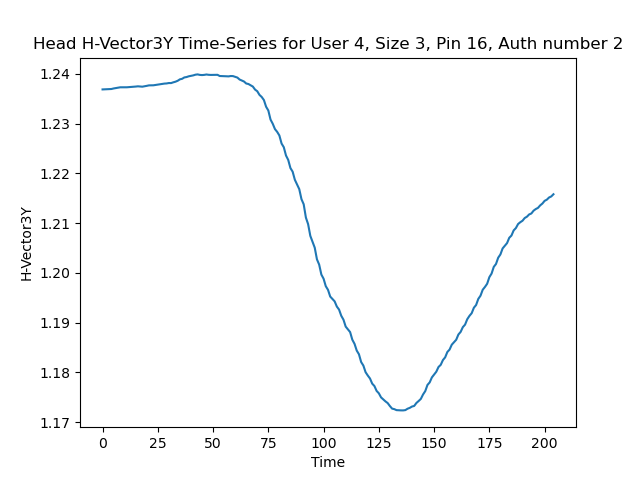 Head H-Vector3Y Time-Series for User 4, Size 3, Pin 16, Auth number 2
1.24
1.23
1.22
1.21
1.20
1.19
1.18
1.17
H-Vector3Y
0 25 50 75 100 125 150 175 200
Time